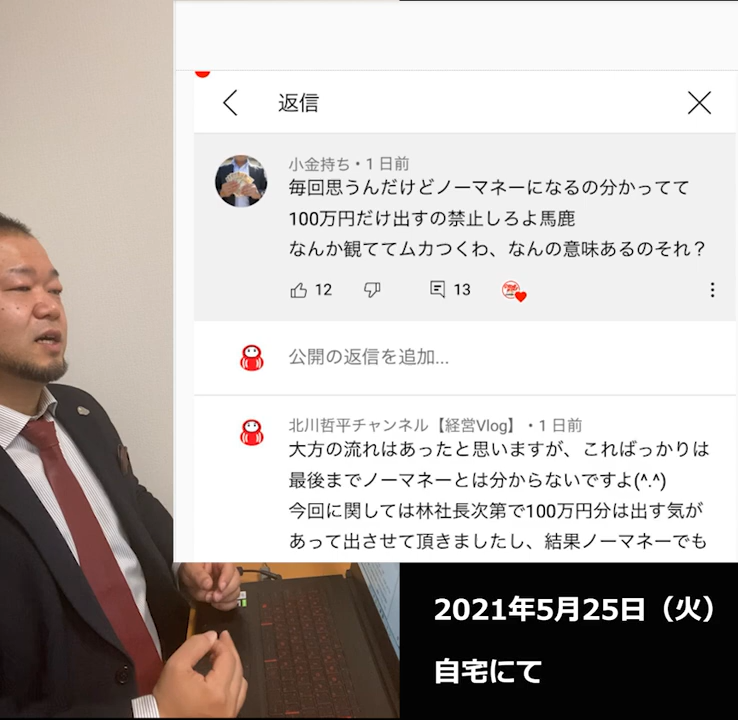 返信
小金持ち・1 日前
毎回思うんだけどノーマネーになるの分かってて
100万円だけ出すの禁止しろよ馬鹿
なんか観ててムカつくわ、なんの意味あるのそれ？
12
13
公開の返信を追加...
北川哲平チャンネル【経営Vlog】・1 日前
大方の流れはあったと思いますが、こればっかりは
最後までノーマネーとは分からないですよ(^.^)
今回に関しては林社長次第で100万円分は出す気が
あって出させて頂きましたし、結果ノーマネーでも
2021年5月25日（火）
自宅にて